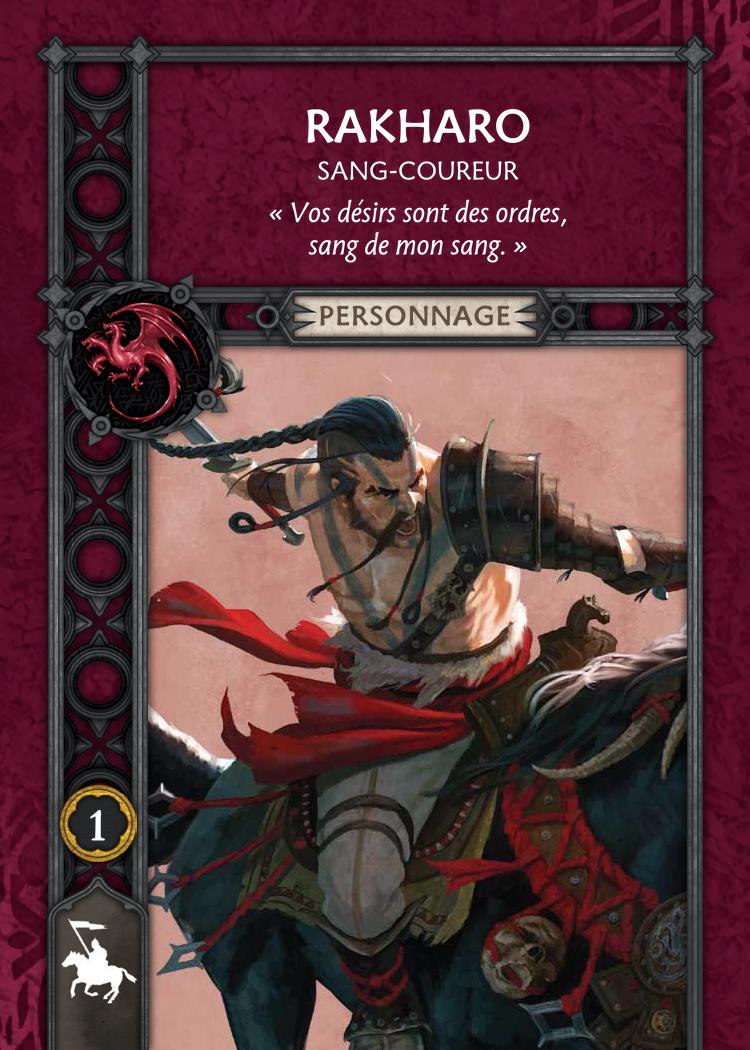 RAKHARO
SANG-COUREUR
« Vos désirs sont des ordres,
sang de mon sang. »
PERSONNAGE
1